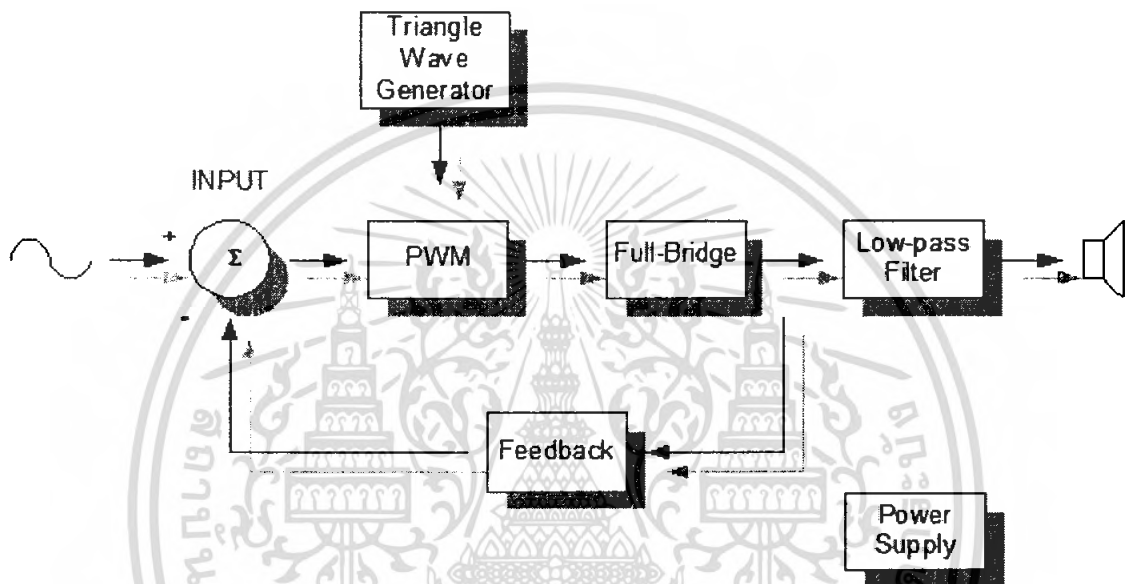 Triangle
Wave
Generator
INPUT
+
Σ
-
PWM
Full-Bridge
Low-pass
Filter
Feedback
Power
Supply